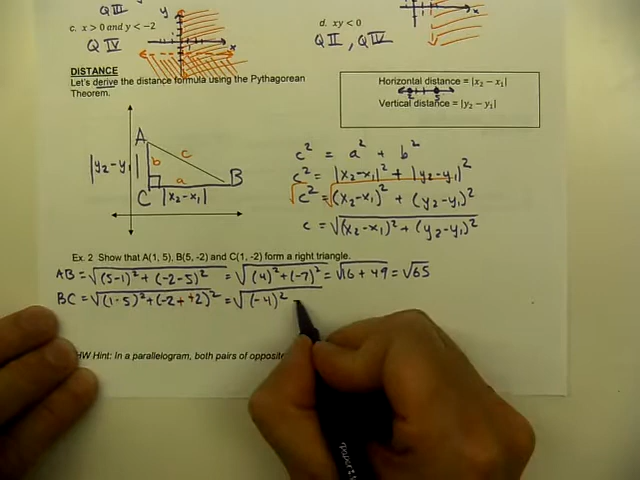 QIII
c. x > 0 and y < -2
QIV
y
x
d. xy < 0
QII, QIV
x
DISTANCE
Let's derive the distance formula using the Pythagorean
Theorem.
Horizontal distance = |x₂ - x₁|
2 5
Vertical distance = |y₂ - y₁|
A
c
|y₂-y₁|
b
a
B
C
|x₂-x₁|
c² = a² + b²
c² = |x₂-x₁|² + |y₂-y₁|²
√c² = √(x₂-x₁)² + (y₂-y₁)²
c = √(x₂-x₁)² + (y₂-y₁)²
Ex. 2 Show that A(1, 5), B(5, -2) and C(1, -2) form a right triangle.
AB = √(5-1)² + (-2-5)² = √(4)² + (-7)² = √16 + 49 = √65
BC = √(1-5)² + (-2++2)² = √(-4)²
HW Hint: In a parallelogram, both pairs of opposite